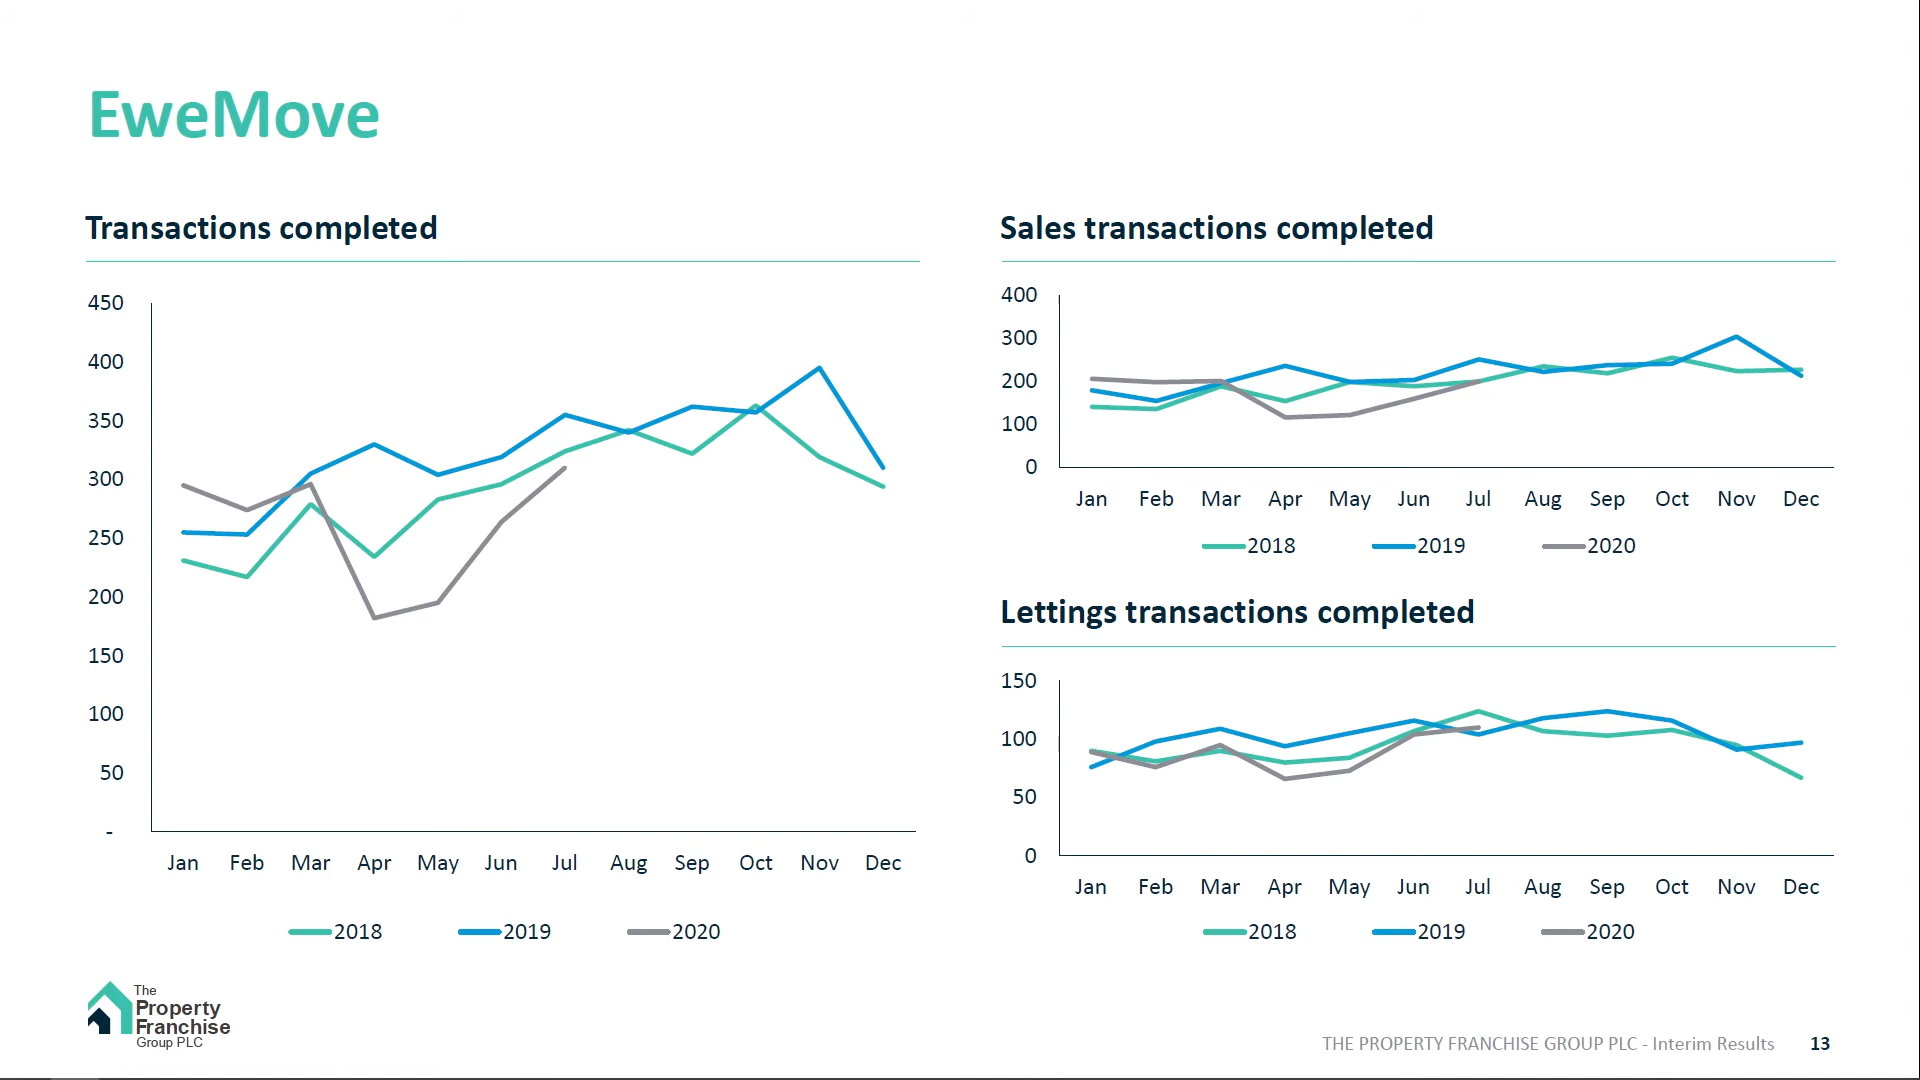 EweMove
Transactions completed
450
400
350
300
250
200
150
100
50
-
Jan Feb Mar Apr May Jun Jul Aug Sep Oct Nov Dec
2018 2019 2020
Sales transactions completed
400
300
200
100
0
Jan Feb Mar Apr May Jun Jul Aug Sep Oct Nov Dec
2018 2019 2020
Lettings transactions completed
150
100
50
0
Jan Feb Mar Apr May Jun Jul Aug Sep Oct Nov Dec
2018 2019 2020
The
Property
Franchise
Group PLC
THE PROPERTY FRANCHISE GROUP PLC - Interim Results 13